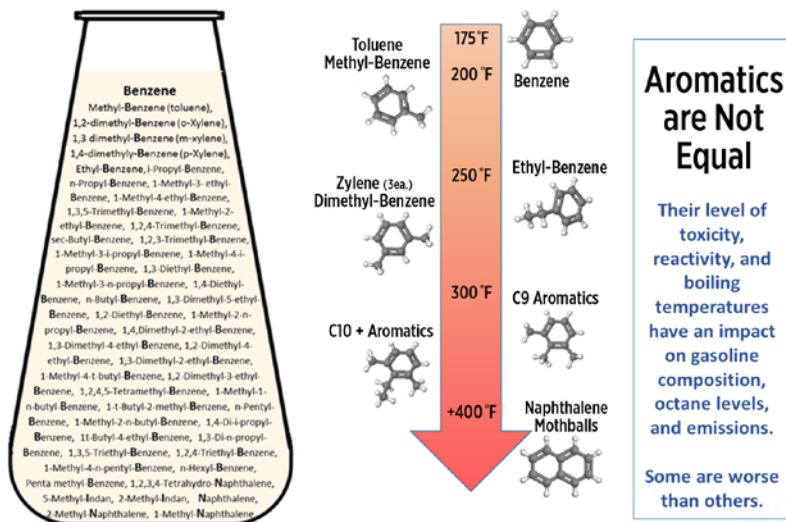 Benzene
Methyl-Benzene (toluene),
1,2-dimethyl-Benzene (o-Xylene),
1,3 dimethyl-Benzene (m-xylene),
1,4-dimethyly-Benzene (p-Xylene),
Ethyl-Benzene, i-Propyl-Benzene,
n-Propyl-Benzene, 1-Methyl-3- ethyl-
Benzene, 1-Methyl-4-ethyl-Benzene,
1,3,5-Trimethyl-Benzene, 1-Methyl-2-
ethyl-Benzene, 1,2,4-Trimethyl-Benzene,
sec-Butyl-Benzene, 1,2,3-Trimethyl-Benzene,
1-Methyl-3-i-propyl-Benzene, 1-Methyl-4-i-
propyl-Benzene, 1,3-Diethyl-Benzene,
1-Methyl-3-n-propyl-Benzene, 1,4-Diethyl-
Benzene, n-Butyl-Benzene, 1,3-Dimethyl-5-ethyl-
Benzene, 1,2-Diethyl-Benzene, 1-Methyl-2-n-
propyl-Benzene, 1,4,Dimethyl-2-ethyl-Benzene,
1,3-Dimethyl-4-ethyl-Benzene, 1,2-Dimethyl-4-
ethyl-Benzene, 1,3-Dimethyl-2-ethyl-Benzene,
1-Methyl-4-t-butyl-Benzene, 1,2-Dimethyl-3-ethyl-
Benzene, 1,2,4,5-Tetramethyl-Benzene, 1-Methyl-1-
n-butyl-Benzene, 1-t-Butyl-2-methyl-Benzene, n-Pentyl-
Benzene, 1-Methyl-2-n-butyl-Benzene, 1,4-Di-i-propyl-
Benzene, 1t-Butyl-4-ethyl-Benzene, 1,3-Di-n-propyl-
Benzene, 1,3,5-Triethyl-Benzene, 1,2,4-Triethyl-Benzene,
1-Methyl-4-n-pentyl-Benzene, n-Hexyl-Benzene,
Penta methyl-Benzene, 1,2,3,4-Tetrahydro-Naphthalene,
5-Methyl-Indan, 2-Methyl-Indan, Naphthalene,
2-Methyl-Naphthalene, 1-Methyl-Naphthalene
175°F
Toluene
Methyl-Benzene
200 °F
Benzene
250 °F
Ethyl-Benzene
Zylene (3ea.)
Dimethyl-Benzene
300 °F
C9 Aromatics
C10 + Aromatics
+400 °F
Naphthalene
Mothballs
Aromatics
are Not
Equal
Their level of
toxicity,
reactivity, and
boiling
temperatures
have an impact
on gasoline
composition,
octane levels,
and emissions.
Some are worse
than others.